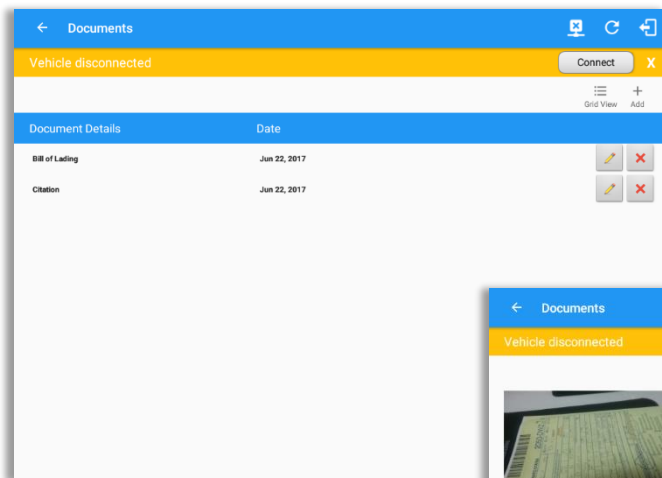 Documents
Vehicle disconnected
Connect
X
Grid View
Add
Document Details
Date
Bill of Lading
Jun 22, 2017
Citation
Jun 22, 2017
Documents
Vehicle disconnected